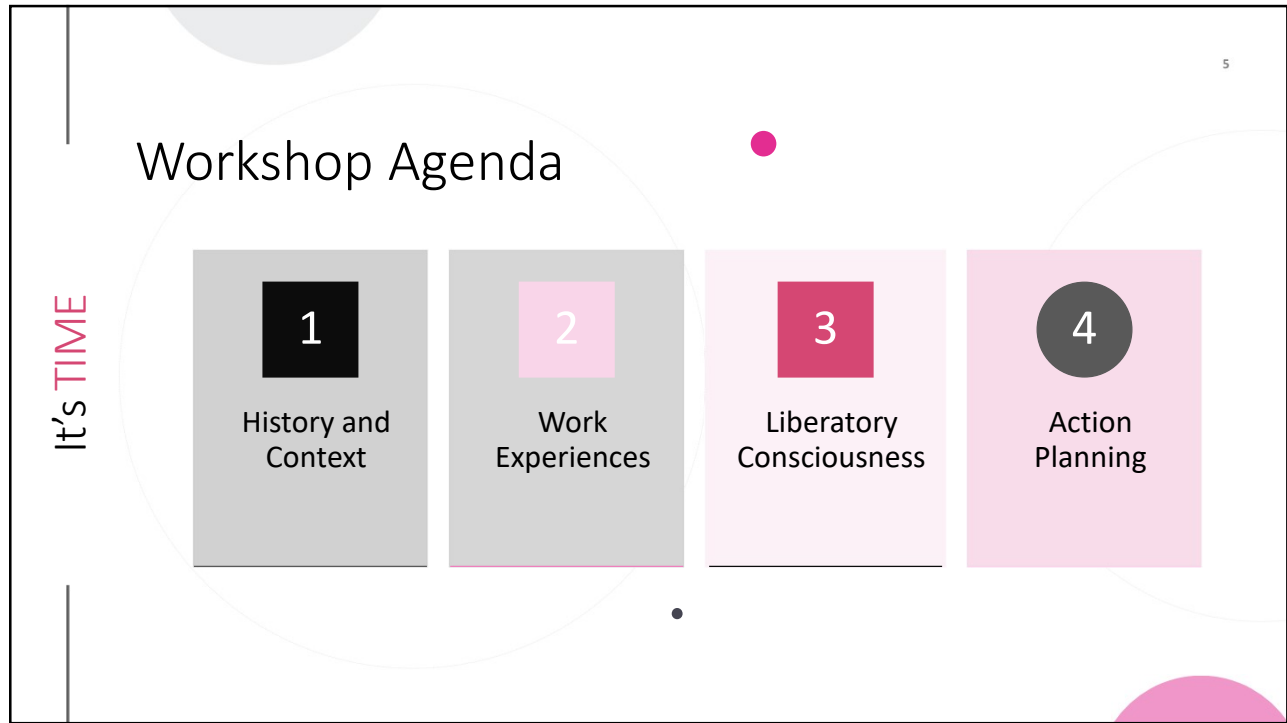 5
Workshop Agenda
It's TIME
1
History and
Context
2
Work
Experiences
3
Liberatory
Consciousness
4
Action
Planning